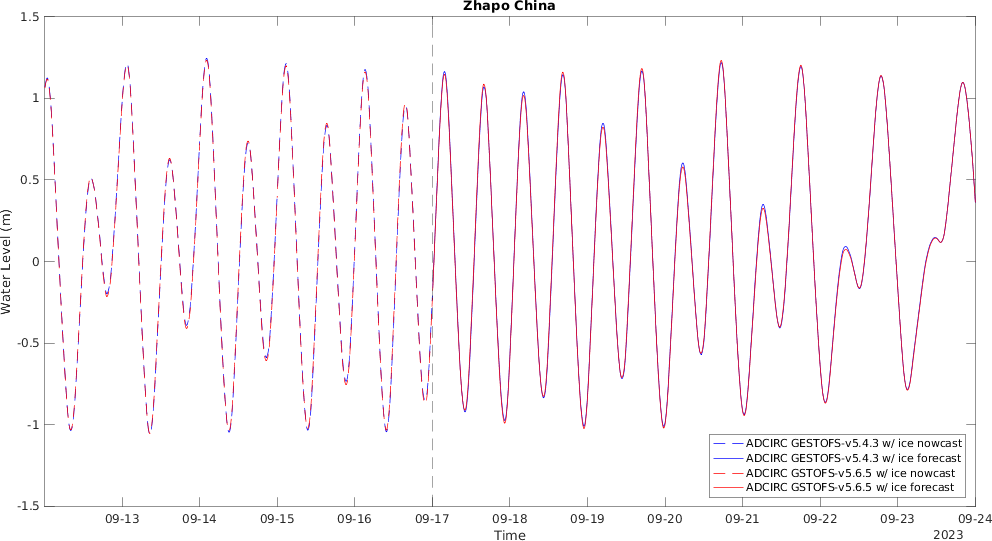 Zhapo China
1.5
1
0.5
0
-0.5
-1
-1.5
Water Level (m)
09-13 09-14 09-15 09-16 09-17 09-18 09-19 09-20 09-21 09-22 09-23 09-24
Time
2023
ADCIRC GESTOFS-v5.4.3 w/ ice nowcast
ADCIRC GESTOFS-v5.4.3 w/ ice forecast
ADCIRC GSTOFS-v5.6.5 w/ ice nowcast
ADCIRC GSTOFS-v5.6.5 w/ ice forecast